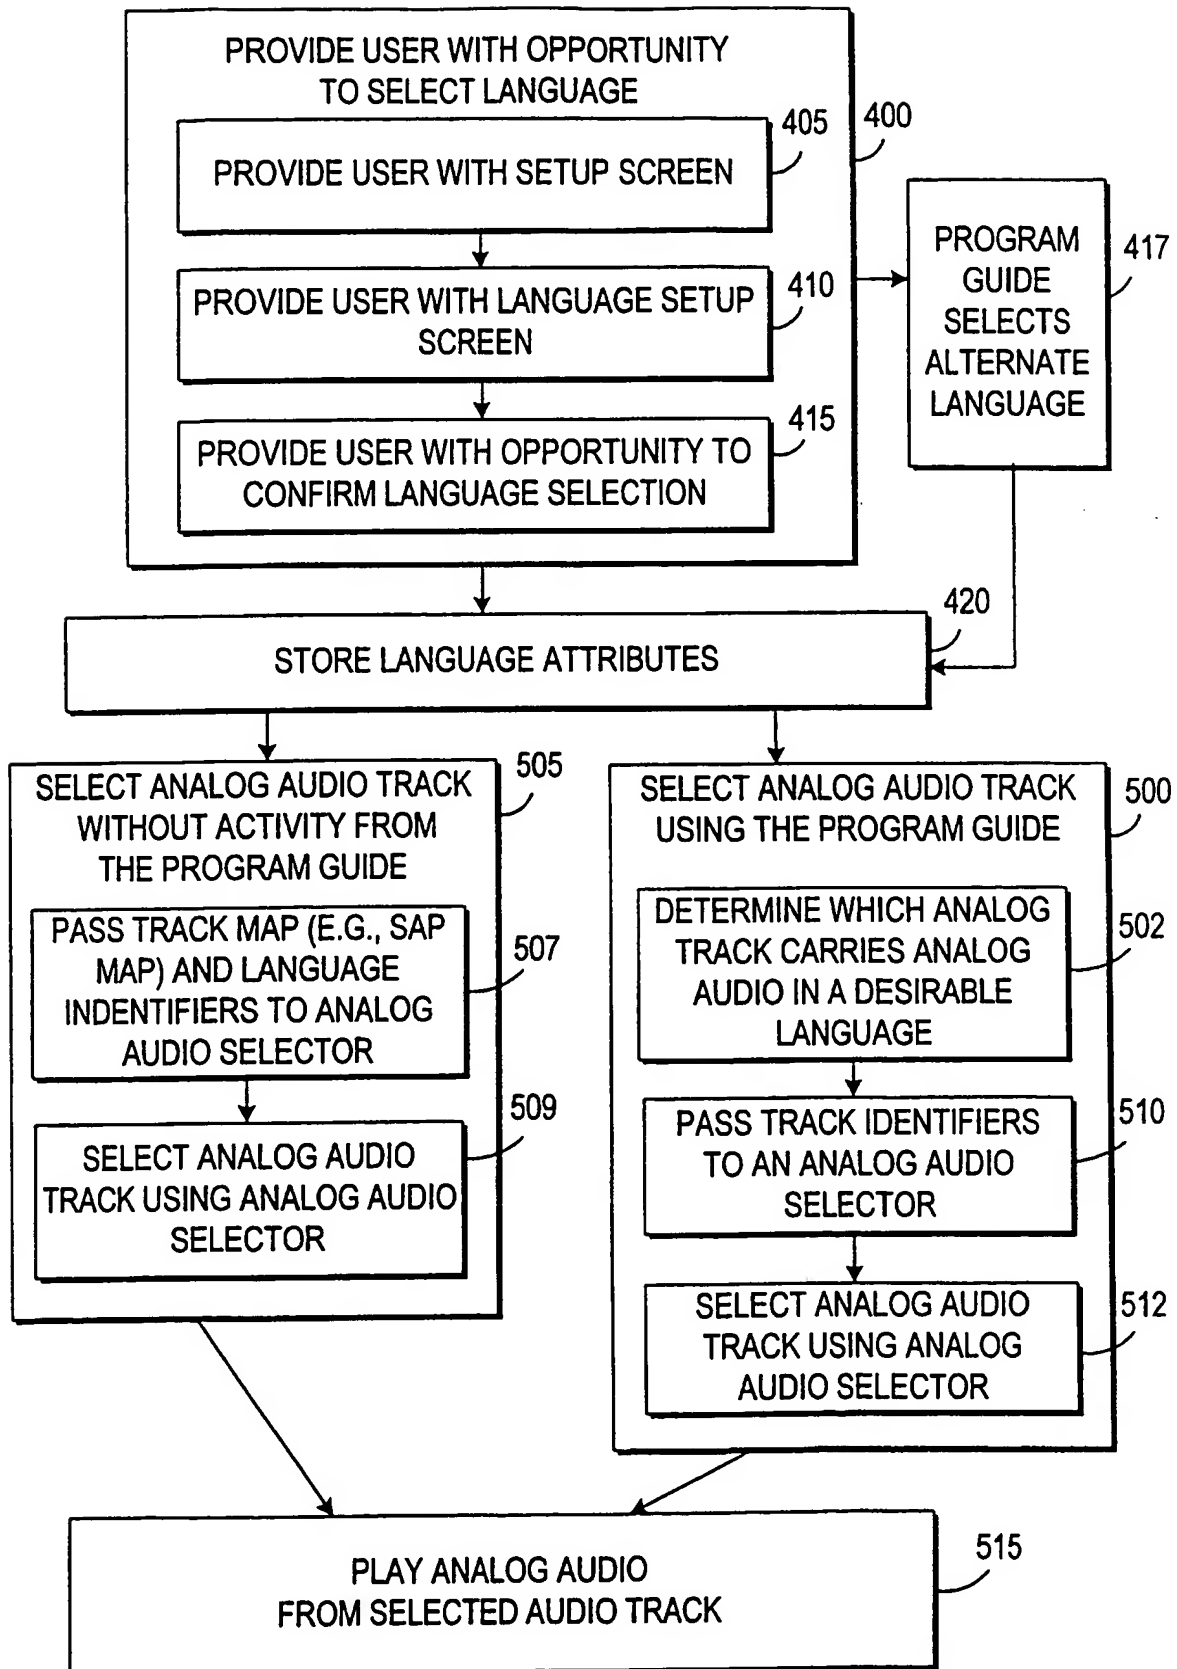 PROVIDE USER WITH OPPORTUNITY
TO SELECT LANGUAGE
400
405
PROVIDE USER WITH SETUP SCREEN
410
PROVIDE USER WITH LANGUAGE SETUP
SCREEN
415
PROVIDE USER WITH OPPORTUNITY TO
CONFIRM LANGUAGE SELECTION
417
PROGRAM
GUIDE
SELECTS
ALTERNATE
LANGUAGE
420
STORE LANGUAGE ATTRIBUTES
505
SELECT ANALOG AUDIO TRACK
WITHOUT ACTIVITY FROM
THE PROGRAM GUIDE
507
PASS TRACK MAP (E.G., SAP
MAP) AND LANGUAGE
INDENTIFIERS TO ANALOG
AUDIO SELECTOR
509
SELECT ANALOG AUDIO
TRACK USING ANALOG AUDIO
SELECTOR
500
SELECT ANALOG AUDIO TRACK
USING THE PROGRAM GUIDE
502
DETERMINE WHICH ANALOG
TRACK CARRIES ANALOG
AUDIO IN A DESIRABLE
LANGUAGE
510
PASS TRACK IDENTIFIERS
TO AN ANALOG AUDIO
SELECTOR
512
SELECT ANALOG AUDIO
TRACK USING ANALOG
AUDIO SELECTOR
515
PLAY ANALOG AUDIO
FROM SELECTED AUDIO TRACK